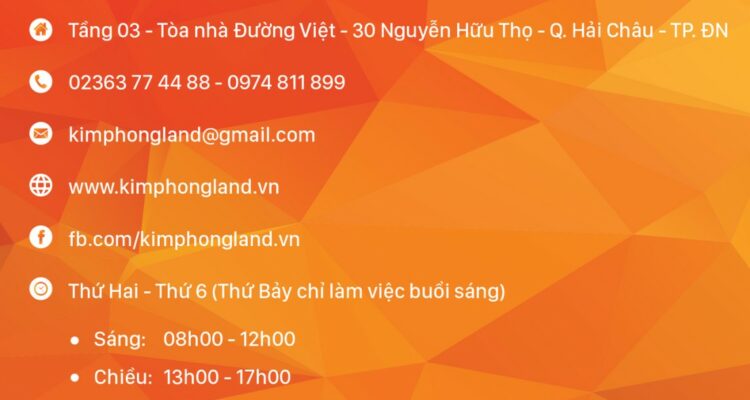 Tầng 03 - Tòa nhà Đường Việt - 30 Nguyễn Hữu Thọ - Q. Hải Châu - TP. ĐN
02363 77 44 88 - 0974 811 899
kimphongland@gmail.com
www.kimphongland.vn
fb.com/kimphongland.vn
Thứ Hai - Thứ 6 (Thứ Bảy chỉ làm việc buổi sáng)
• Sáng: 08h00 - 12h00
• Chiều: 13h00 - 17h00